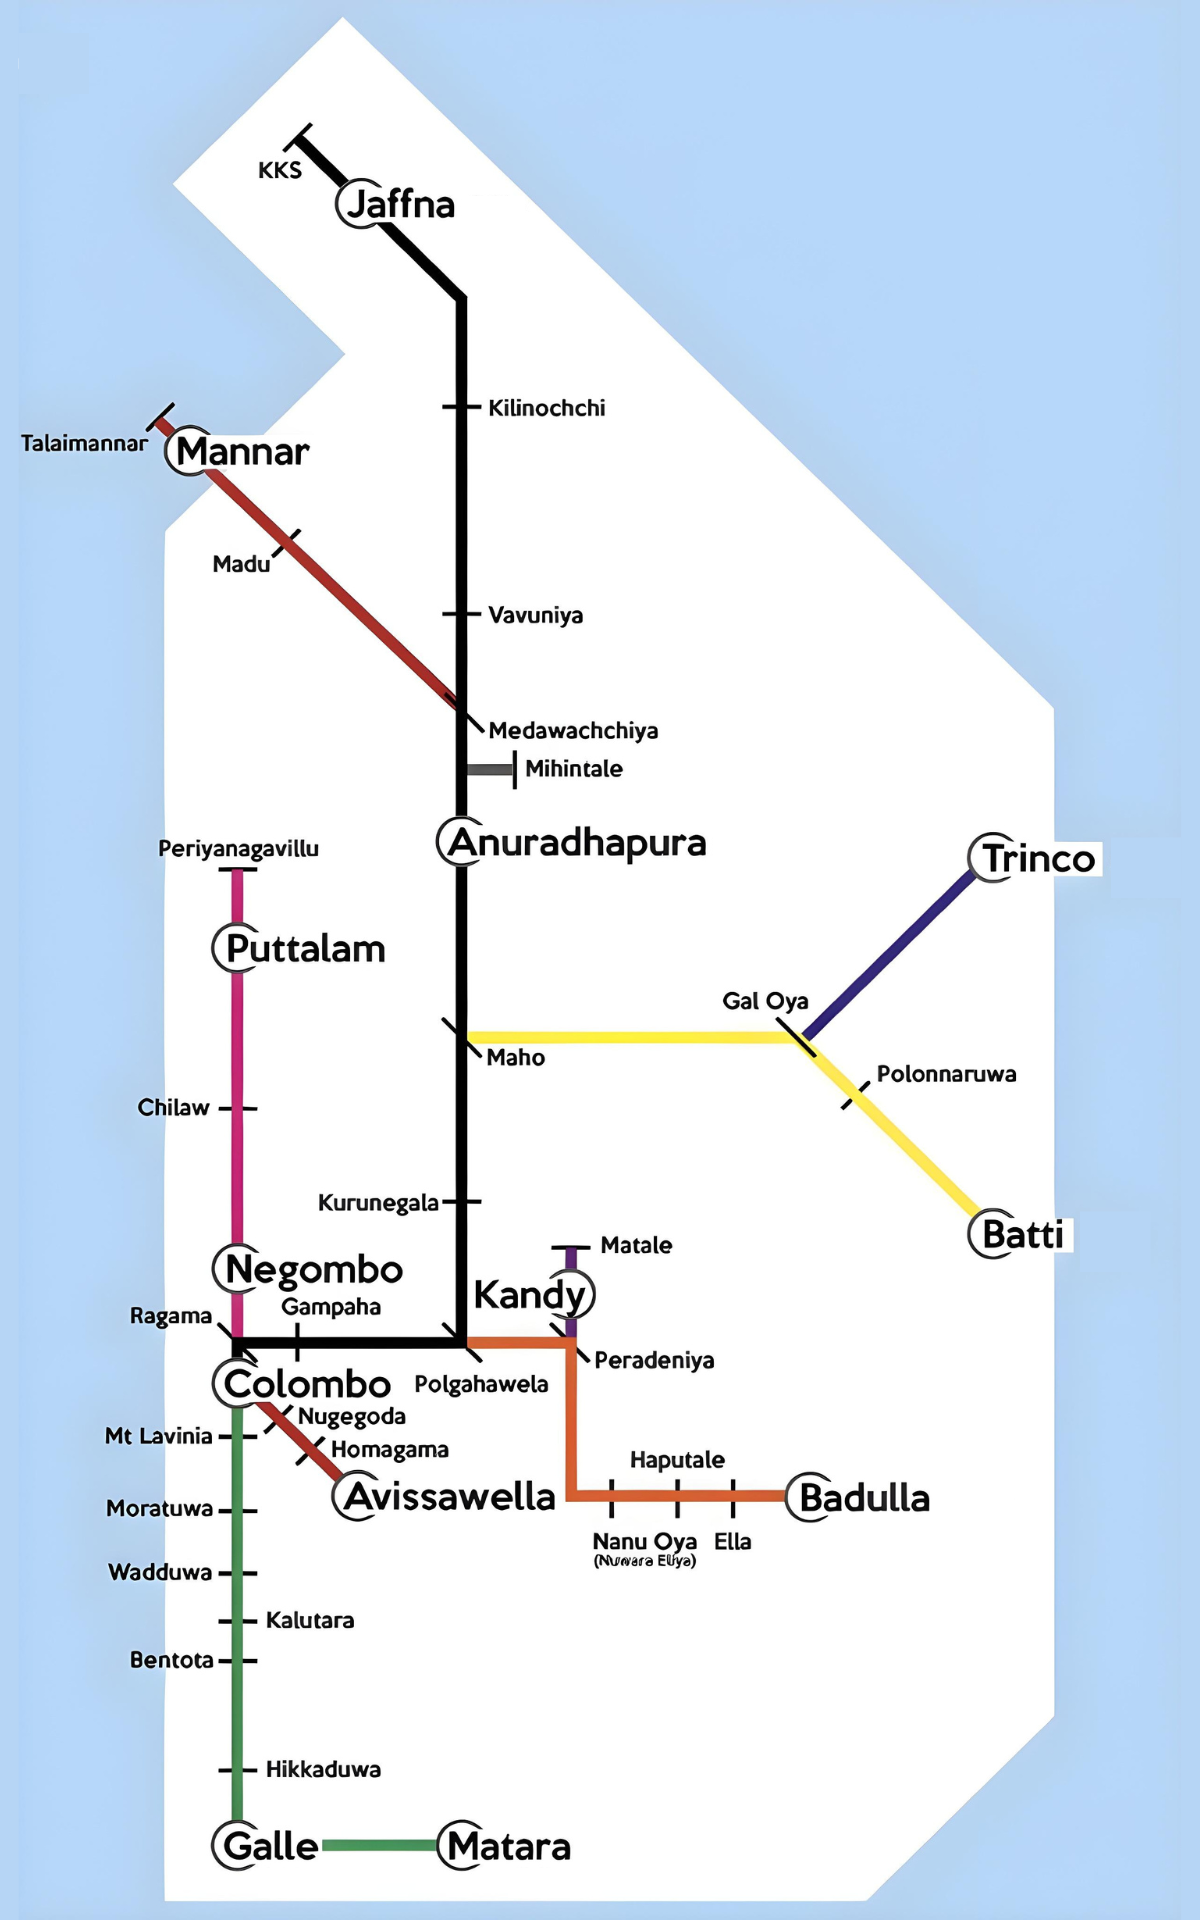 KKS
Jaffna
Kilinochchi
Talaimannar
Mannar
Madu
Vavuniya
Medawachchiya
Mihintale
Anuradhapura
Periyanagavillu
Trinco
Puttalam
Gal Oya
Maho
Polonnaruwa
Chilaw
Kurunegala
Batti
Matale
Negombo
Kandy
Gampaha
Ragama
Peradeniya
Colombo
Polgahawela
Nugegoda
Mt Lavinia
Homagama
Haputale
Avissawella
Badulla
Moratuwa
Nanu Oya
Ella
(Nuwara Eliya)
Wadduwa
Kalutara
Bentota
Hikkaduwa
Galle
Matara